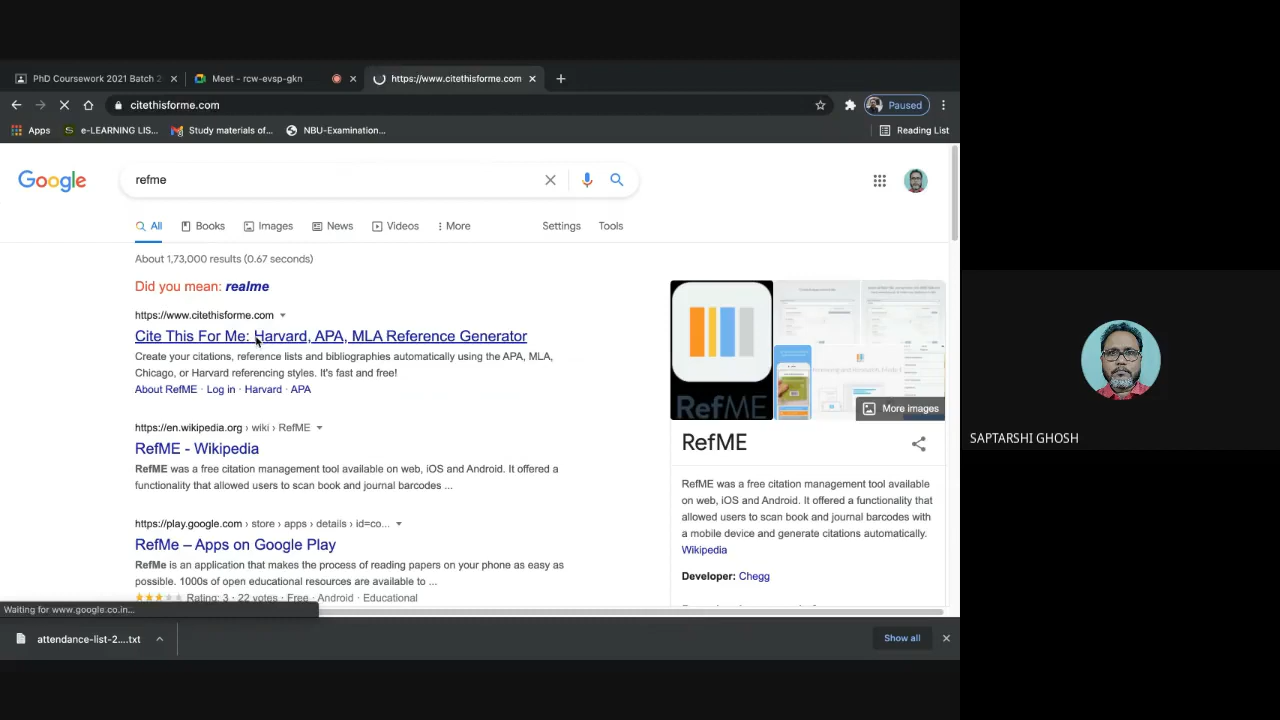 PhD Coursework 2021 Batch 2
Meet - rcw-evsp-gkn
https://www.citethisforme.com
citethisforme.com
Paused
Apps
e-LEARNING LIS...
Study materials of...
NBU-Examination...
Reading List
Google
refme
All
Books
Images
News
Videos
More
Settings
Tools
About 1,73,000 results (0.67 seconds)
Did you mean: realme
https://www.citethisforme.com
Cite This For Me: Harvard, APA, MLA Reference Generator
Create your citations, reference lists and bibliographies automatically using the APA, MLA,
Chicago, or Harvard referencing styles. It's fast and free!
About RefME · Log in · Harvard · APA
https://en.wikipedia.org › wiki › RefME
RefME - Wikipedia
RefME was a free citation management tool available on web, iOS and Android. It offered a
functionality that allowed users to scan book and journal barcodes ...
https://play.google.com › store › apps › details › id=co...
RefMe – Apps on Google Play
RefMe is an application that makes the process of reading papers on your phone as easy as
possible. 1000s of open educational resources are available to ...
Rating: 3 · 22 votes · Free · Android · Educational
RefME
More images
RefME
RefME was a free citation management tool available
on web, iOS and Android. It offered a functionality that
allowed users to scan book and journal barcodes with
a mobile device and generate citations automatically.
Wikipedia
Developer: Chegg
Waiting for www.google.co.in...
attendance-list-2....txt
Show all
SAPTARSHI GHOSH